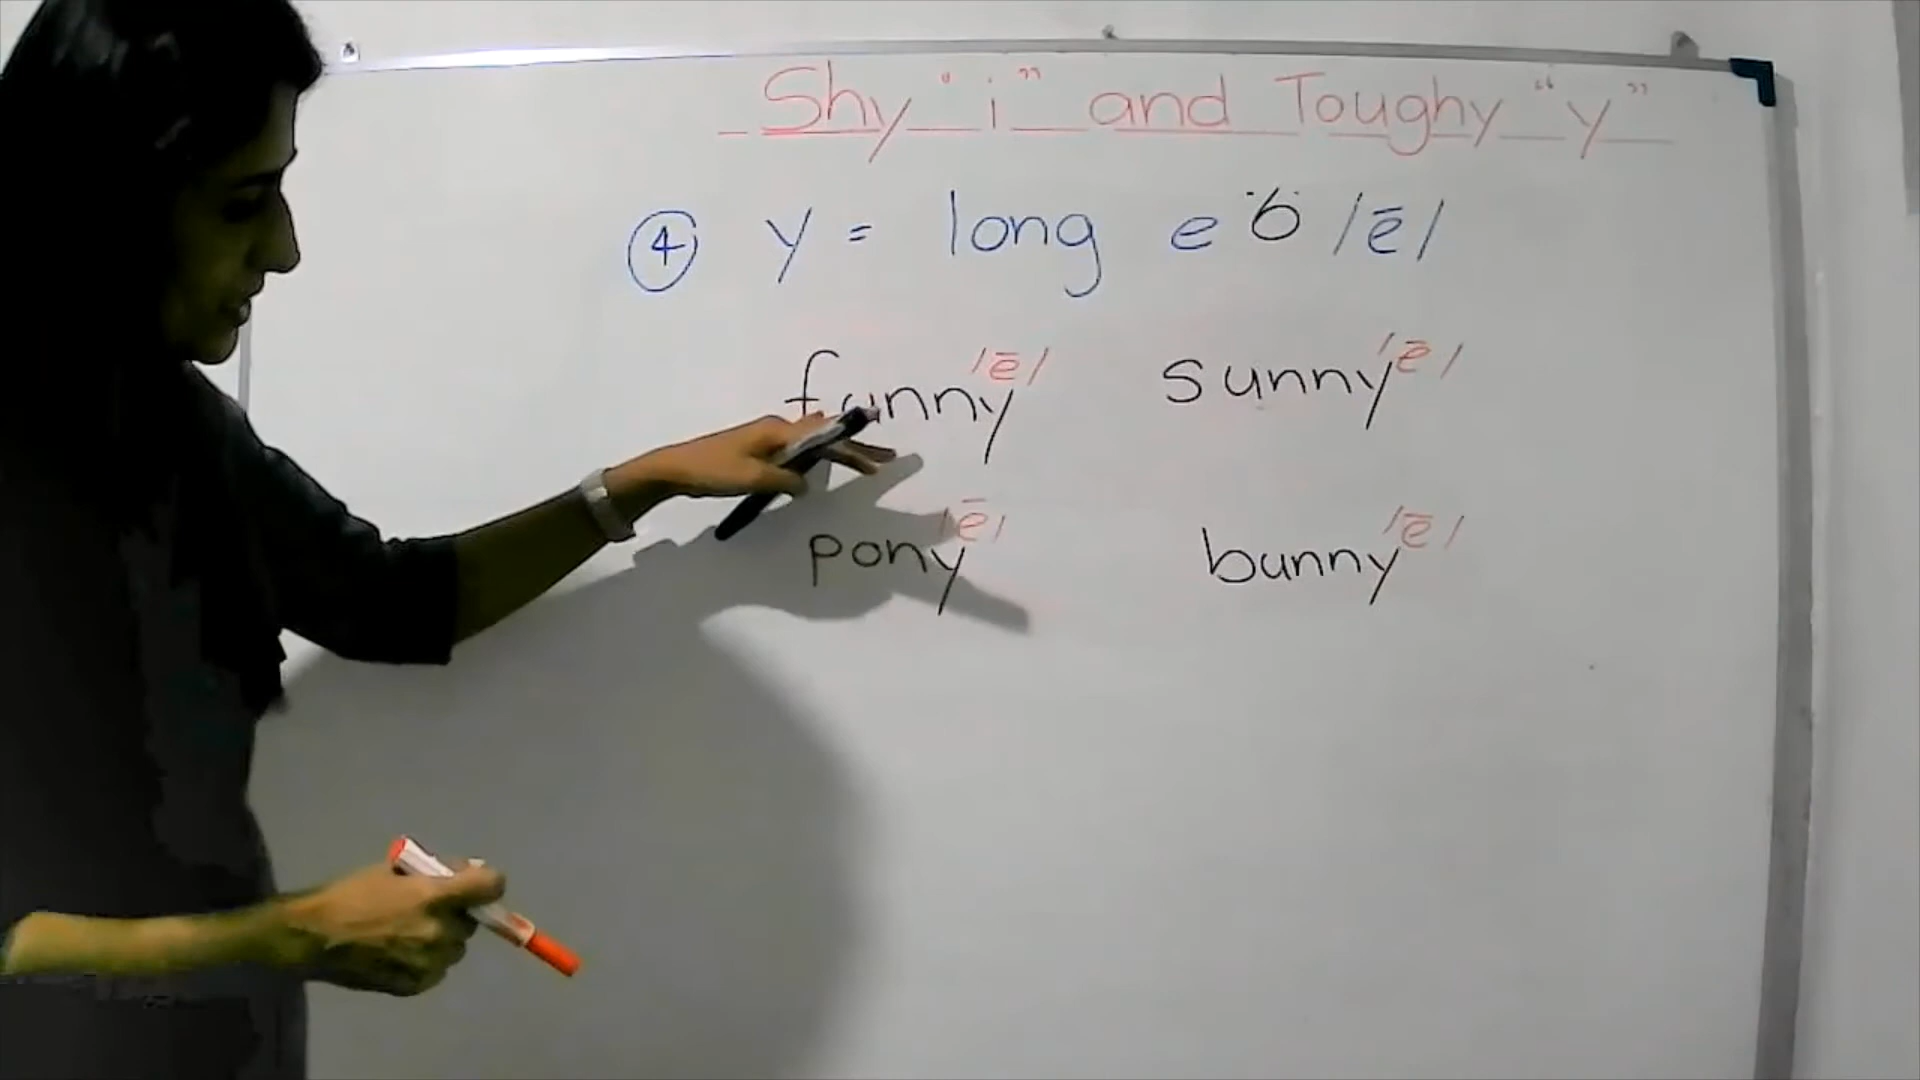 Shy "i" and Toughy "y"
④ y = long e /ē/
funny /ē/ sunny /ē/
pony /ē/ bunny /ē/